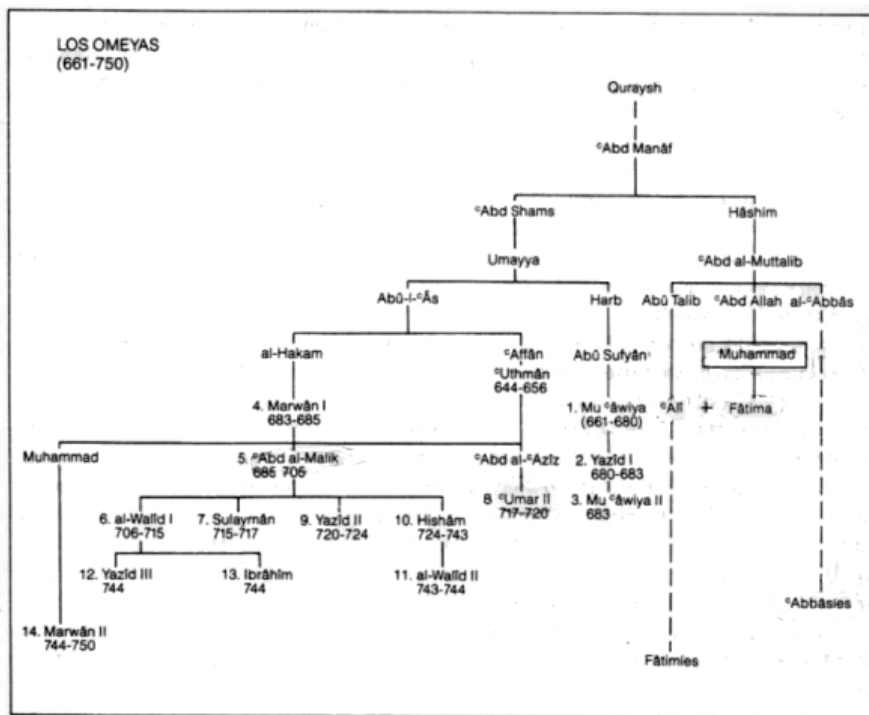 LOS OMEYAS
(661-750)
Quraysh
ᶜAbd Manâf
ᶜAbd Shams Hâshim
Umayya ᶜAbd al-Muttalib
Abû-l-ᶜÂs Harb Abû Talib ᶜAbd Allah al-ᶜAbbâs
al-Hakam ᶜAffân Abû Sufyân Muhammad
ᶜUthmân
644-656
4. Marwân I 1. Mu ᶜâwiya ᶜAlî + Fâtima
683-685 (661-680)
Muhammad 5. ᶜAbd al-Malik ᶜAbd al-ᶜAzîz 2. Yazîd I
685 705 680-683
8 ᶜUmar II 3. Mu ᶜâwiya II
717-720 683
6. al-Walîd I 7. Sulaymân 9. Yazîd II 10. Hishâm
706-715 715-717 720-724 724-743
12. Yazîd III 13. Ibrâhîm 11. al-Walîd II
744 744 743-744
ᶜAbbâsíes
14. Marwân II
744-750
Fâtimíes